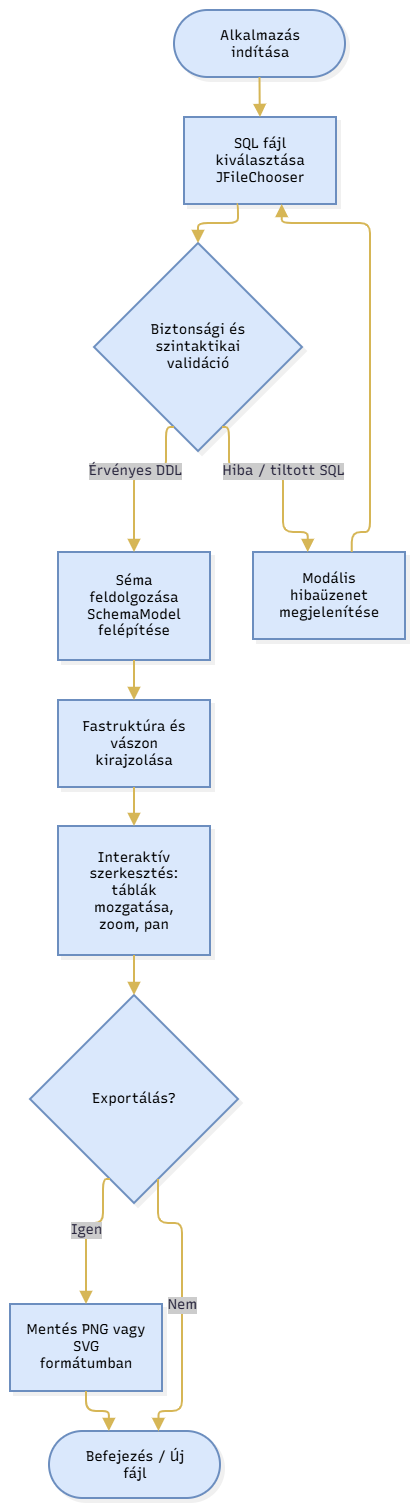 Alkalmazás
indítása
SQL fájl
kiválasztása
JFileChooser
Biztonsági és
szintaktikai
validáció
Érvényes DDL
Hiba / tiltott SQL
Séma
feldolgozása
SchemaModel
felépítése
Modális
hibaüzenet
megjelenítése
Fastruktúra és
vászon
kirajzolása
Interaktív
szerkesztés:
táblák
mozgatása,
zoom, pan
Exportálás?
Igen
Nem
Mentés PNG vagy
SVG
formátumban
Befejezés / Új
fájl